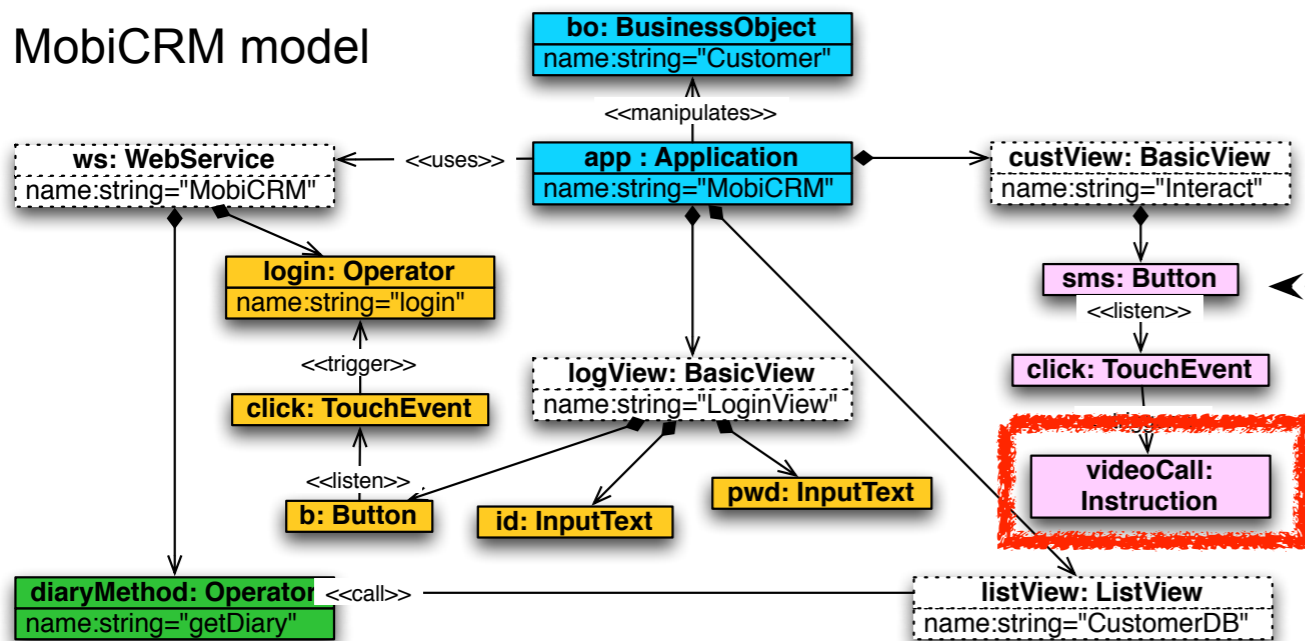 MobiCRM model
bo: BusinessObject
name:string="Customer"
<<manipulates>>
ws: WebService
name:string="MobiCRM"
<<uses>>
app : Application
name:string="MobiCRM"
custView: BasicView
name:string="Interact"
login: Operator
name:string="login"
sms: Button
<<listen>>
<<trigger>>
logView: BasicView
name:string="LoginView"
click: TouchEvent
click: TouchEvent
<<listen>>
b: Button
id: InputText
pwd: InputText
videoCall:
Instruction
diaryMethod: Operator
name:string="getDiary"
<<call>>
listView: ListView
name:string="CustomerDB"